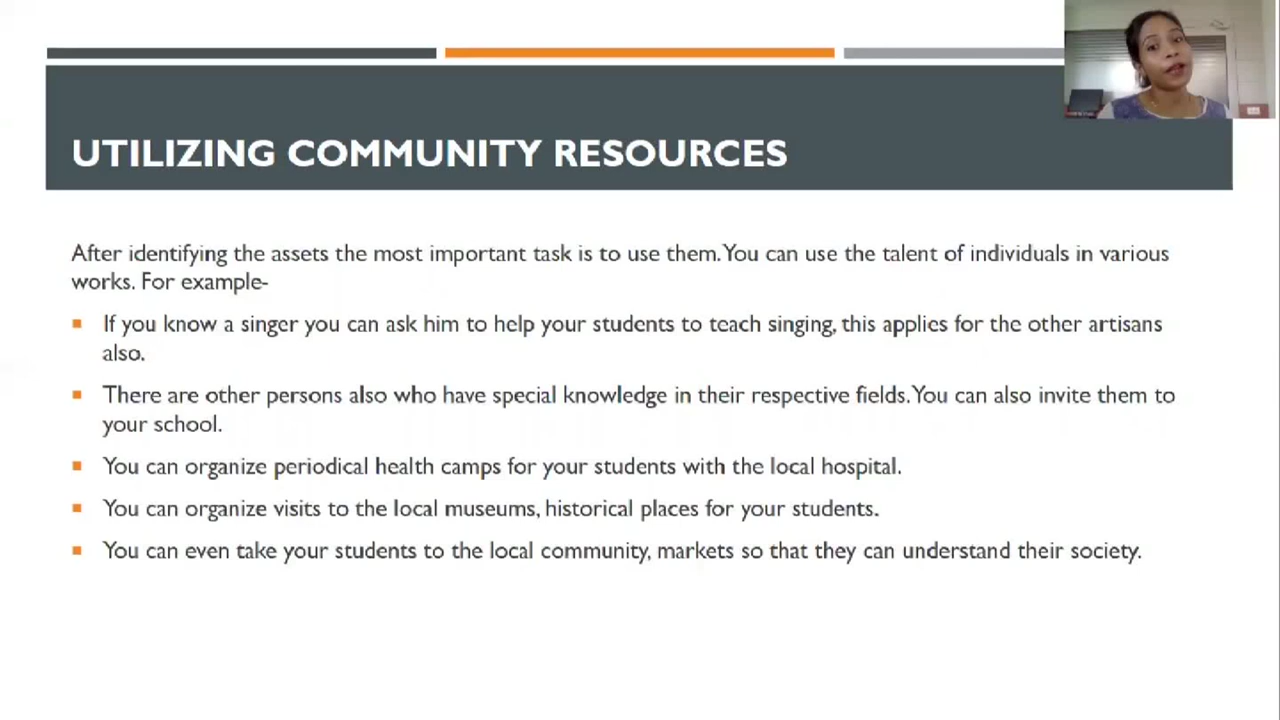 UTILIZING COMMUNITY RESOURCES
After identifying the assets the most important task is to use them. You can use the talent of individuals in various
works. For example-
If you know a singer you can ask him to help your students to teach singing, this applies for the other artisans
also.
There are other persons also who have special knowledge in their respective fields. You can also invite them to
your school.
You can organize periodical health camps for your students with the local hospital.
You can organize visits to the local museums, historical places for your students.
You can even take your students to the local community, markets so that they can understand their society.